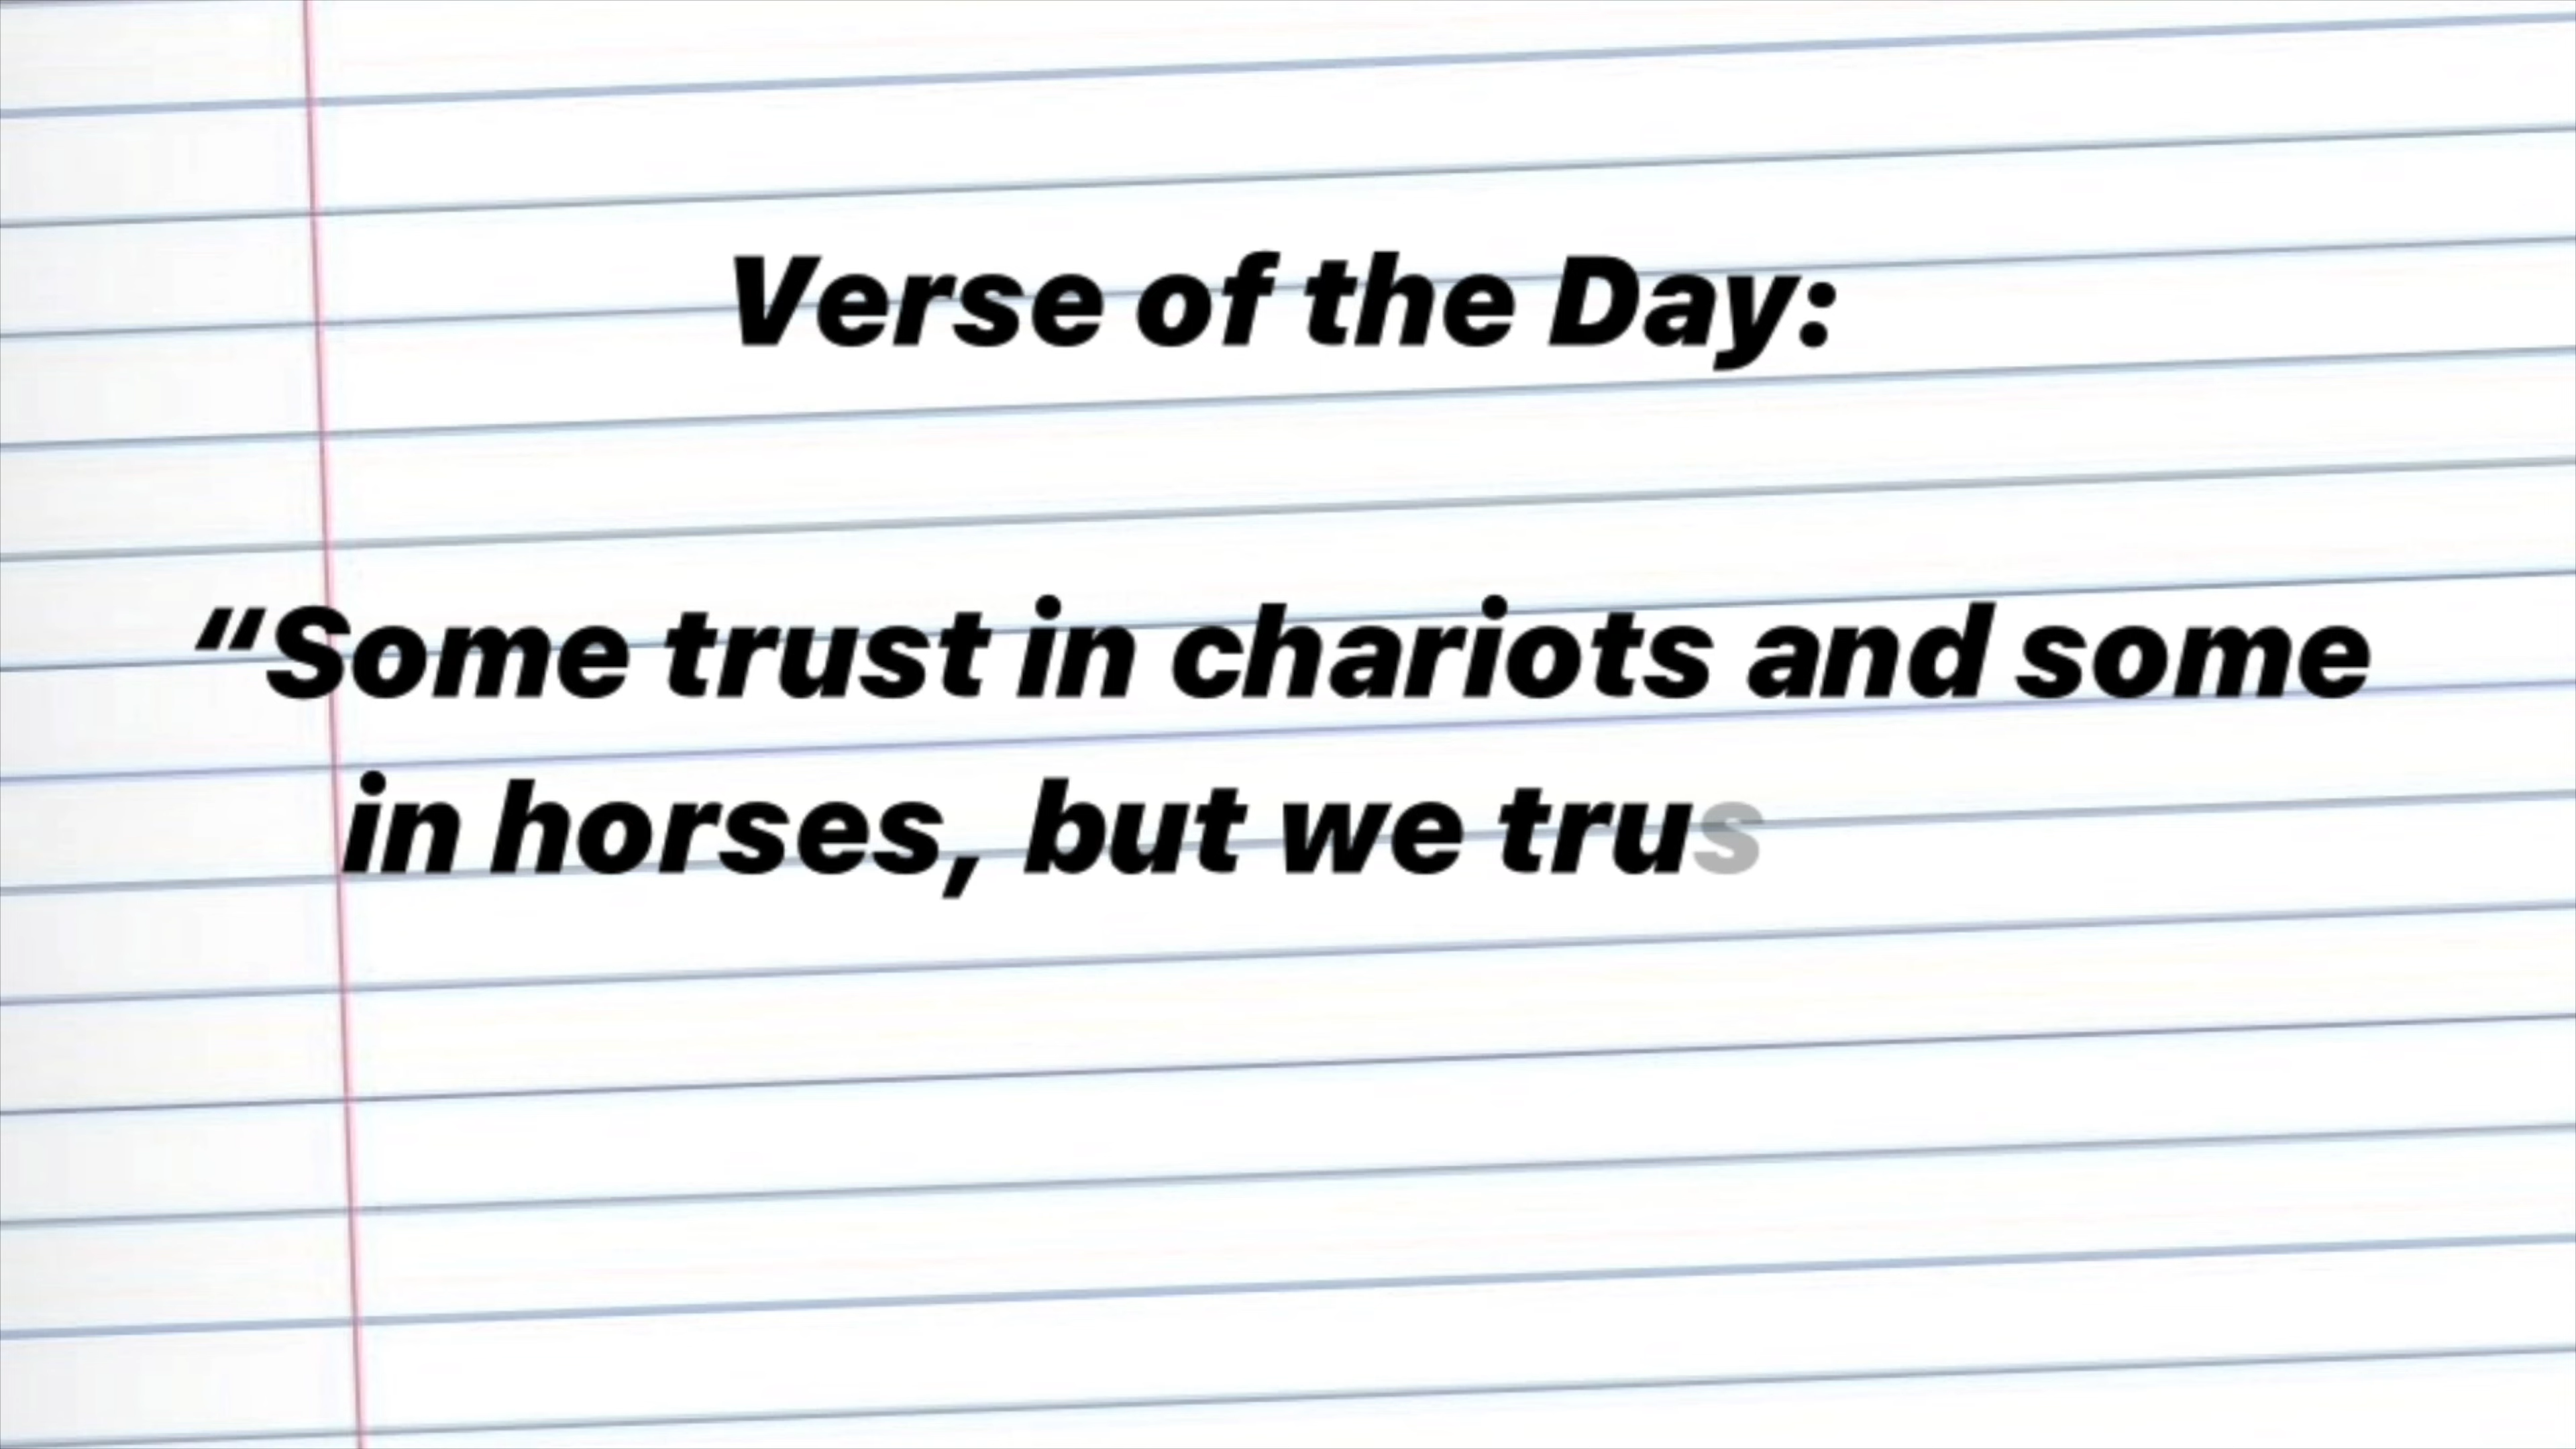 Verse of the Day:
“Some trust in chariots and some
in horses, but we trus